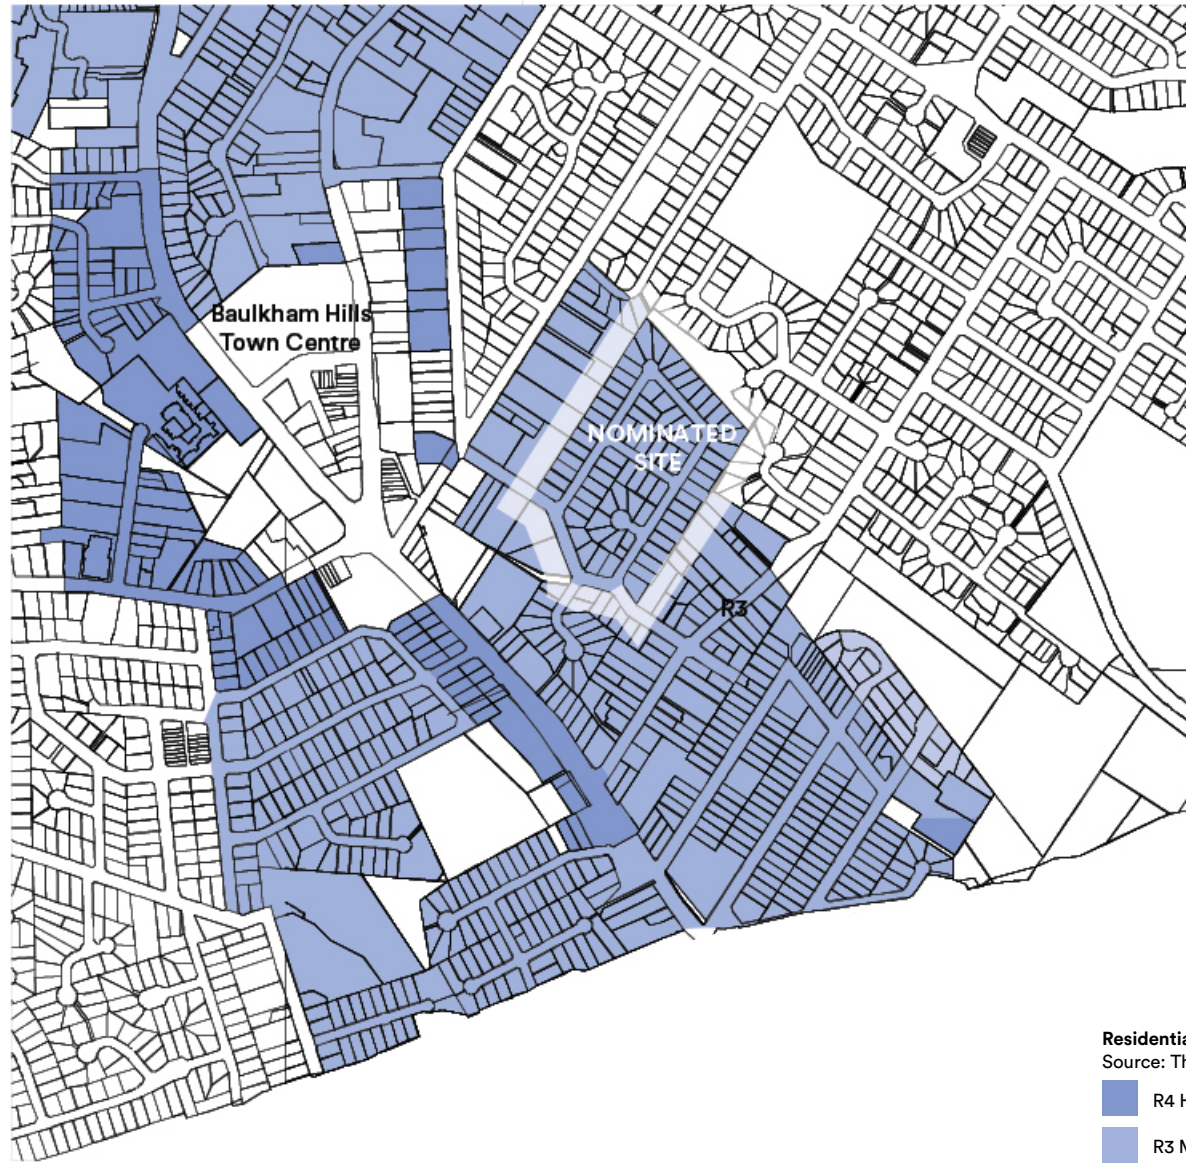 Baulkham Hills
Town Centre
NOMINATED
SITE
R3
Residentia
Source: Th
R4 H
R3 M